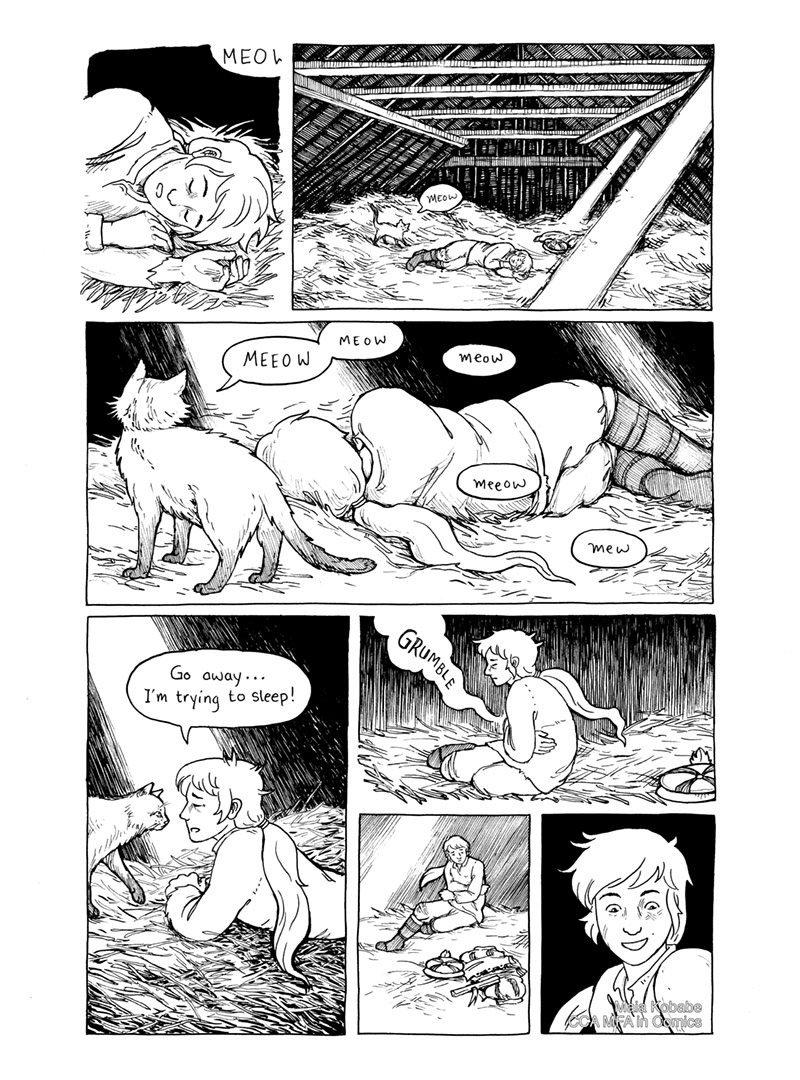 MEOW
MEOW
MEEOW
MEOW
meow
meeow
mew
Go away...
I'm trying to sleep!
GRUMBLE
Maia Kobabe
CCA MFA in Comics